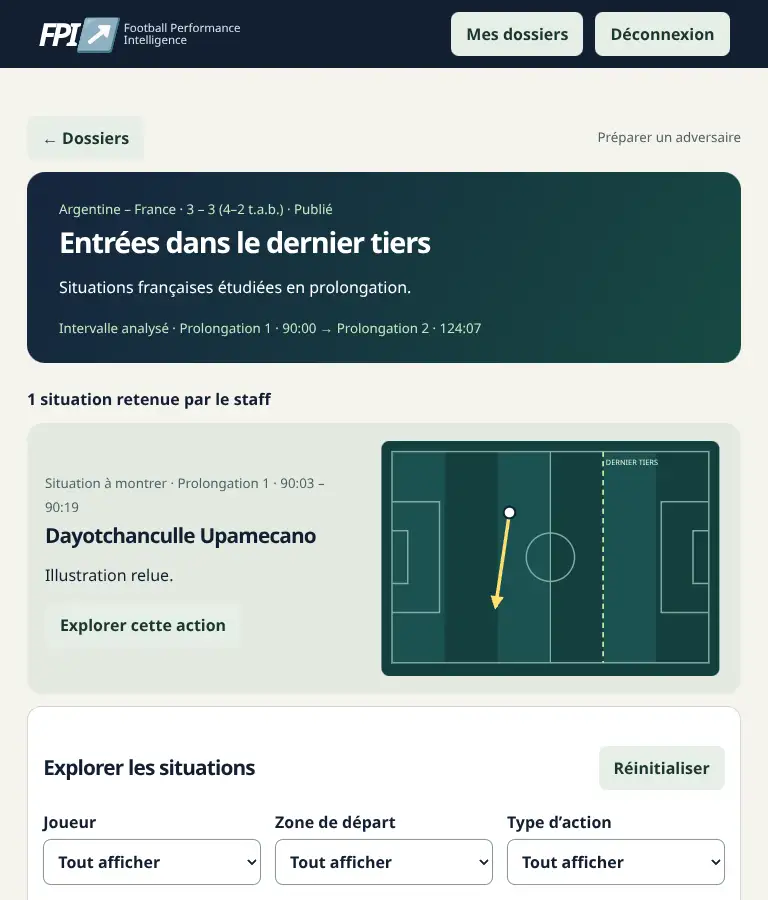 FPI
Football Performance
Intelligence
Mes dossiers
Déconnexion
← Dossiers
Préparer un adversaire
Argentine – France · 3 – 3 (4–2 t.a.b.) · Publié
Entrées dans le dernier tiers
Situations françaises étudiées en prolongation.
Intervalle analysé · Prolongation 1 · 90:00 → Prolongation 2 · 124:07
1 situation retenue par le staff
Situation à montrer · Prolongation 1 · 90:03 –
90:19
Dayotchanculle Upamecano
Illustration relue.
Explorer cette action
DERNIER TIERS
Explorer les situations
Réinitialiser
Joueur
Zone de départ
Type d’action
Tout afficher
Tout afficher
Tout afficher